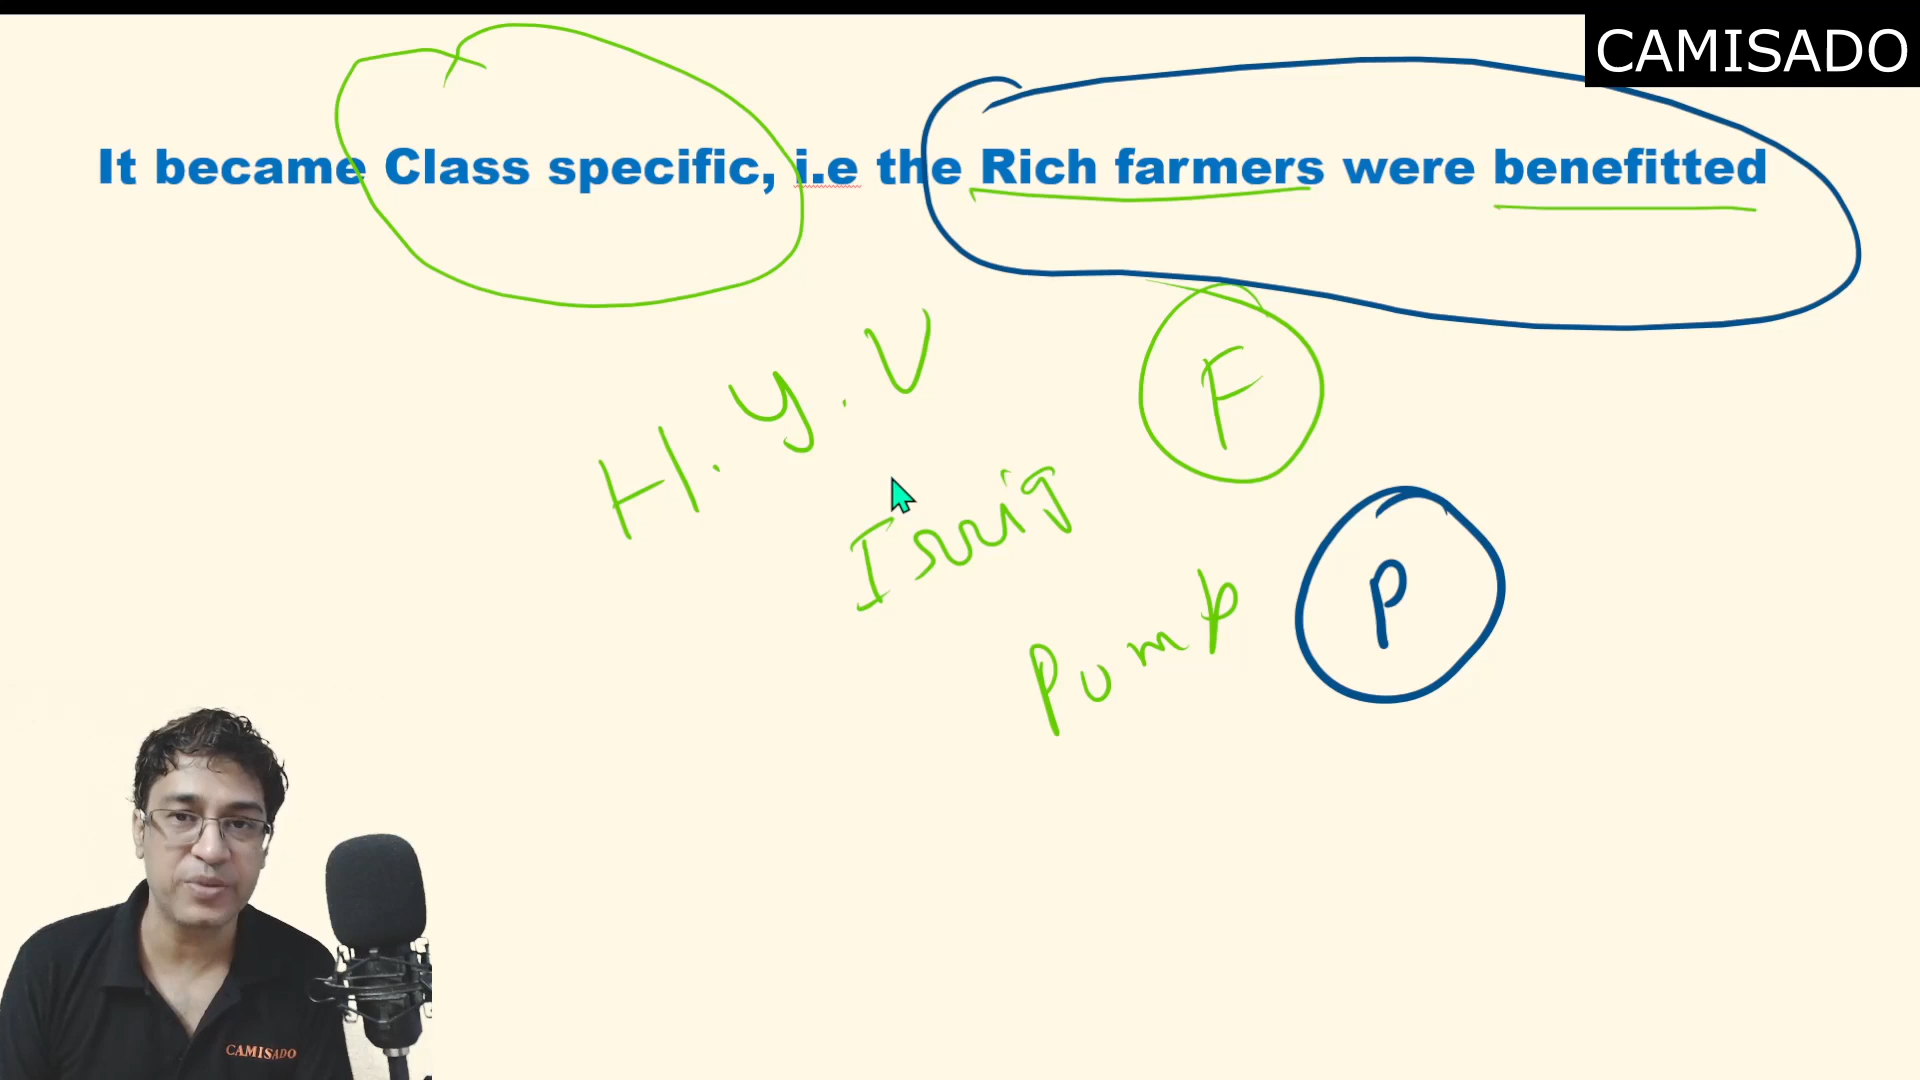 CAMISADO
It became Class specific, i.e the Rich farmers were benefitted
H.Y.V
F
Irrig
P
Pump
CAMISADO